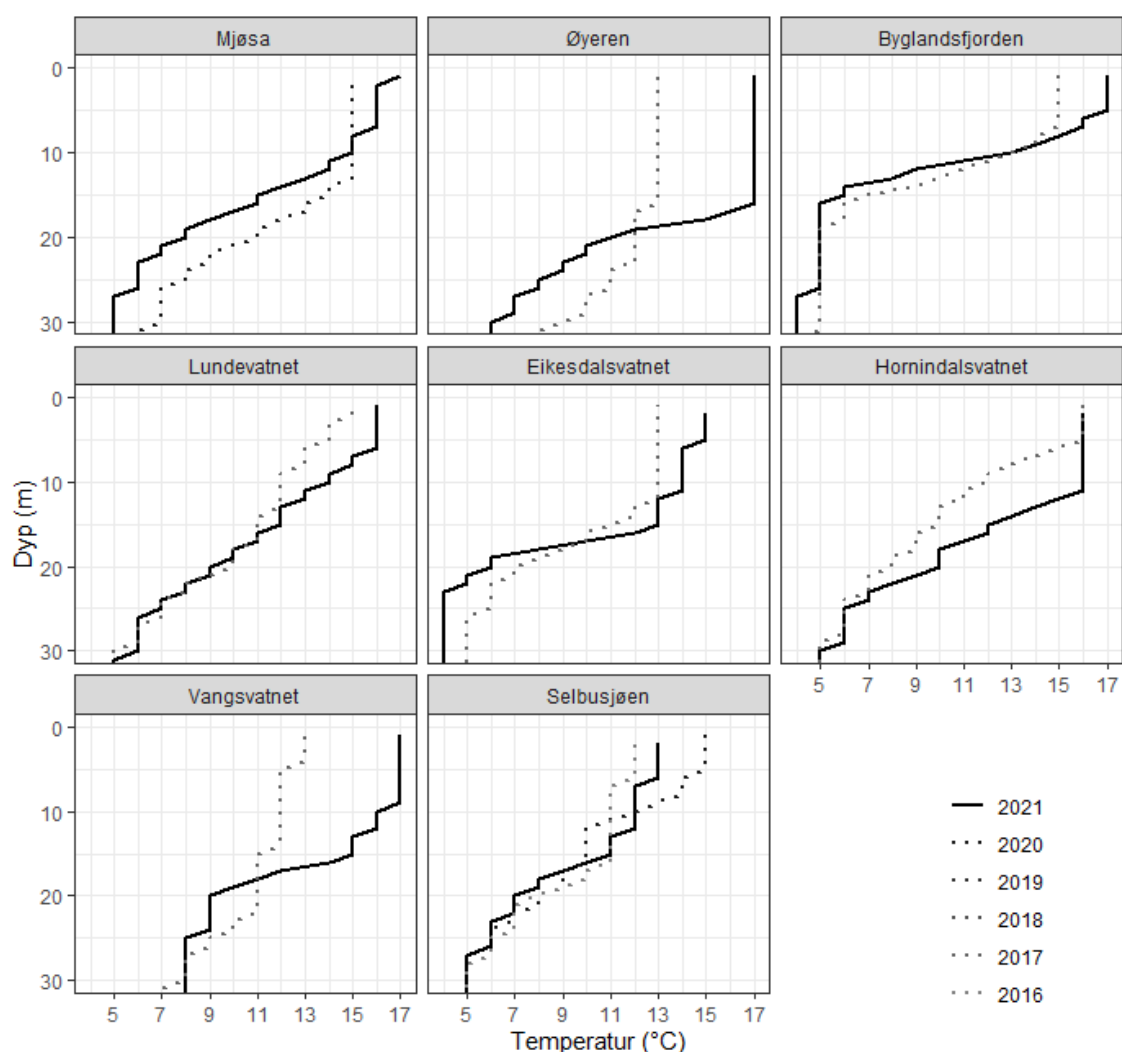 Mjøsa Øyeren Byglandsfjorden
0
10
20
30
Lundevatnet Eikesdalsvatnet Hornindalsvatnet
0
10
20
30
Dyp (m)
5 7 9 11 13 15 17
Vangsvatnet Selbusjøen
0
10
20
30
5 7 9 11 13 15 17 5 7 9 11 13 15 17
Temperatur (°C)
2021
2020
2019
2018
2017
2016